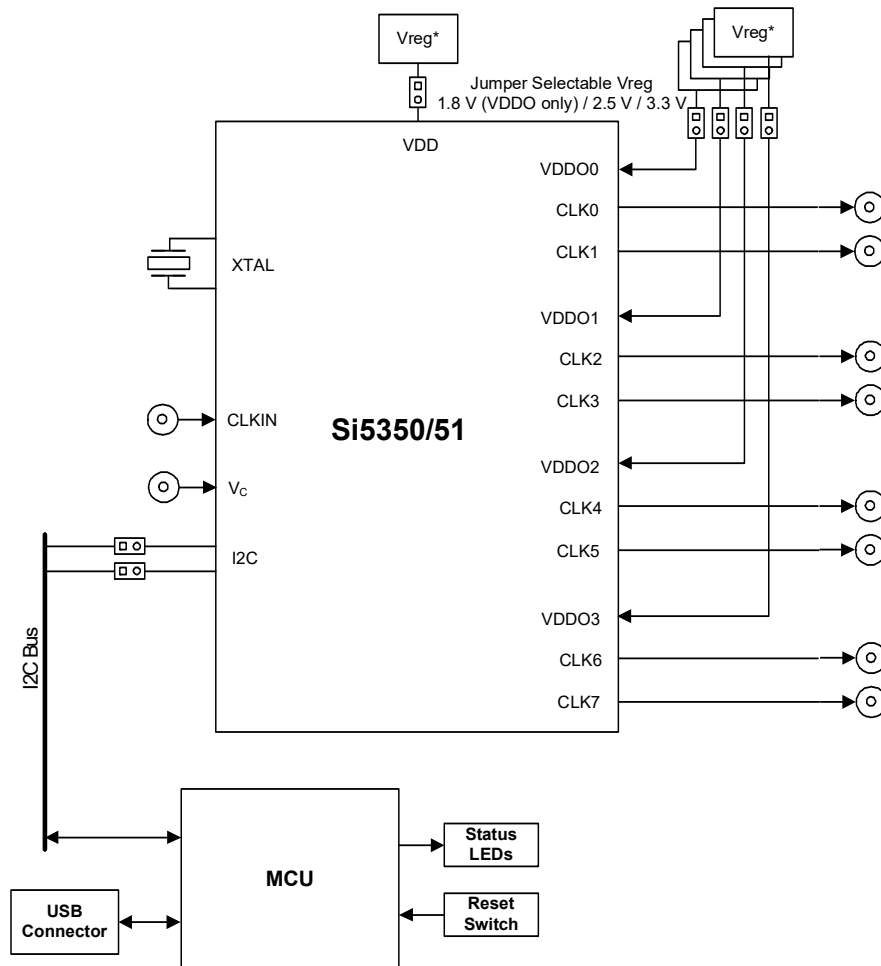 Vreg*
Vreg*
Jumper Selectable Vreg
1.8 V (VDDO only) / 2.5 V / 3.3 V
VDD
VDDO0
CLK0
CLK1
XTAL
VDDO1
CLK2
CLK3
CLKIN
Si5350/51
VDDO2
VC
CLK4
CLK5
I2C
VDDO3
CLK6
CLK7
I2C Bus
MCU
Status
LEDs
Reset
Switch
USB
Connector